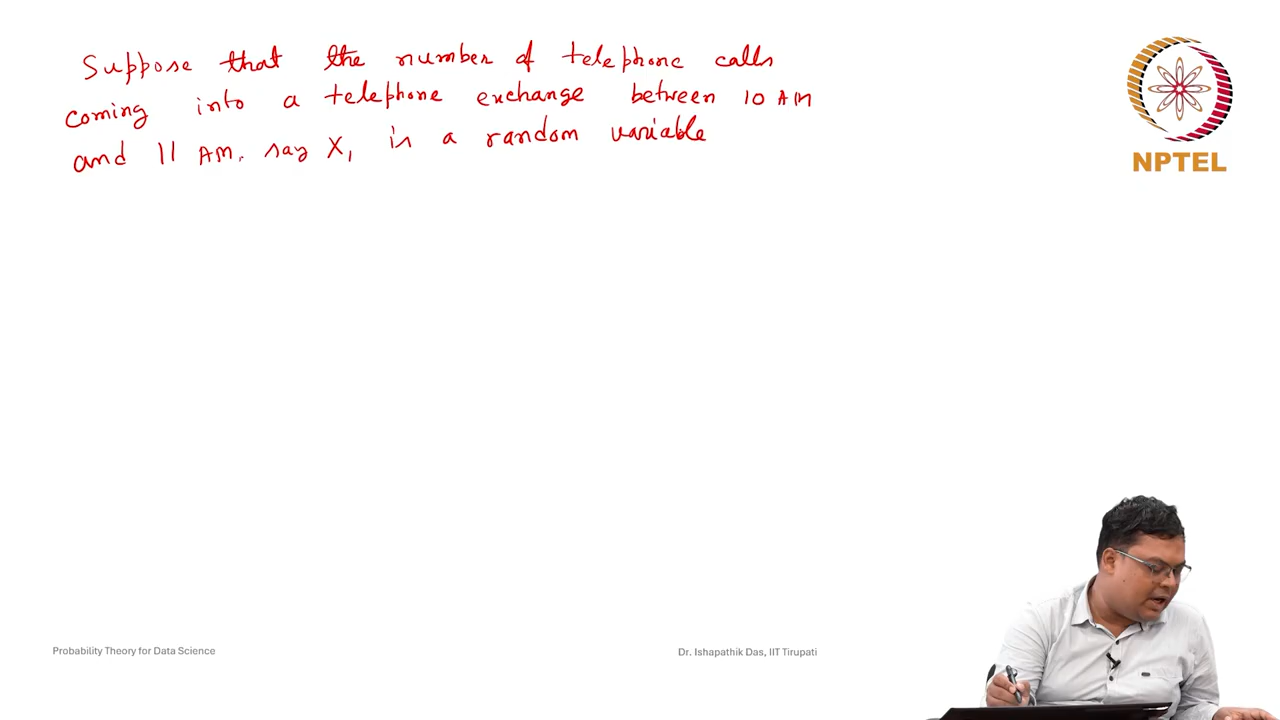 Suppose that the number of telephone calls
coming into a telephone exchange between 10 AM
and 11 AM. say X₁ is a random variable
NPTEL
Probability Theory for Data Science
Dr. Ishapathik Das, IIT Tirupati